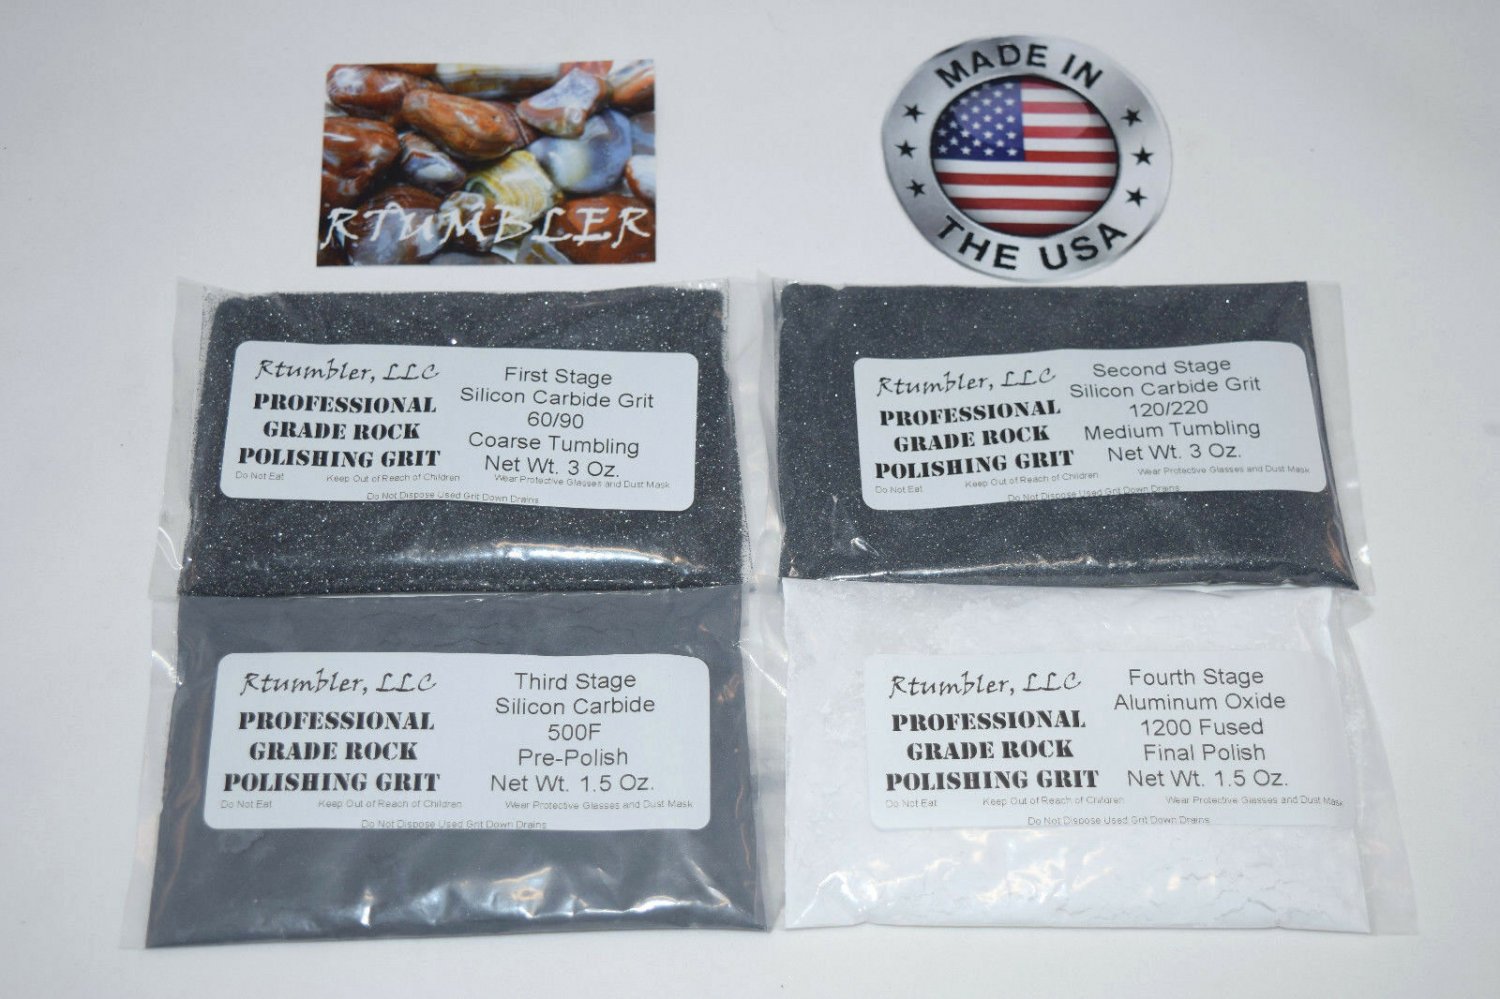 RTUMBLER
MADE IN
THE USA
Rtumbler, LLC
PROFESSIONAL
GRADE ROCK
POLISHING GRIT
First Stage
Silicon Carbide Grit
60/90
Coarse Tumbling
Net Wt. 3 Oz.
Do Not Eat Keep Out of Reach of Children Wear Protective Glasses and Dust Mask
Do Not Dispose Used Grit Down Drains
Rtumbler, LLC
PROFESSIONAL
GRADE ROCK
POLISHING GRIT
Second Stage
Silicon Carbide Grit
120/220
Medium Tumbling
Net Wt. 3 Oz.
Do Not Eat Keep Out of Reach of Children Wear Protective Glasses and Dust Mask
Do Not Dispose Used Grit Down Drains
Rtumbler, LLC
PROFESSIONAL
GRADE ROCK
POLISHING GRIT
Third Stage
Silicon Carbide
500F
Pre-Polish
Net Wt. 1.5 Oz.
Do Not Eat Keep Out of Reach of Children Wear Protective Glasses and Dust Mask
Do Not Dispose Used Grit Down Drains
Rtumbler, LLC
PROFESSIONAL
GRADE ROCK
POLISHING GRIT
Fourth Stage
Aluminum Oxide
1200 Fused
Final Polish
Net Wt. 1.5 Oz.
Do Not Eat Keep Out of Reach of Children Wear Protective Glasses and Dust Mask
Do Not Dispose Used Grit Down Drains